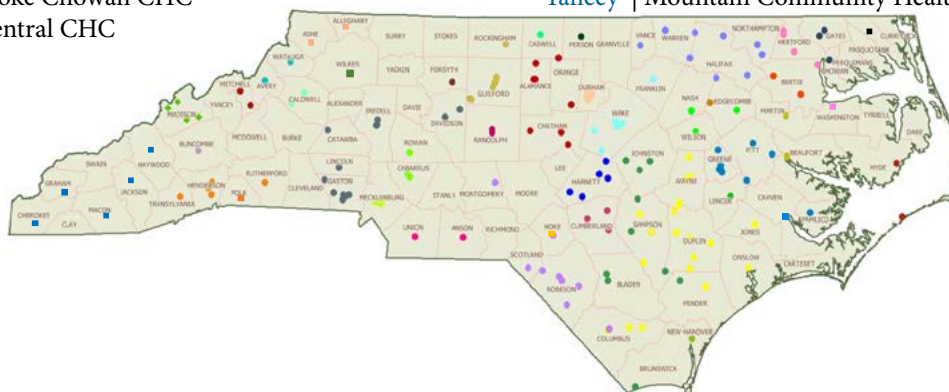 oke Chowan CHC
entral CHC
Yancey | Mountain Community Healt
ALLEGHANY
ASHE
SURRY
STOKES
ROCKINGHAM
CASWELL
PERSON
GRANVILLE
VANCE
WARREN
NORTHAMPTON
HERTFORD
GATES
CURRITUCK
PASQUOTANK
PERQUIMANS
CHOWAN
WATAUGA
WILKES
YADKIN
FORSYTH
GUILFORD
ALAMANCE
ORANGE
DURHAM
FRANKLIN
HALIFAX
BERTIE
MITCHELL
AVERY
CALDWELL
ALEXANDER
IREDELL
DAVIE
DAVIDSON
RANDOLPH
CHATHAM
WAKE
NASH
EDGECOMBE
MARTIN
WASHINGTON
TYRRELL
DARE
MADISON
YANCEY
MCDOWELL
BURKE
CATAWBA
ROWAN
BUNCOMBE
LINCOLN
CABARRUS
LEE
JOHNSTON
WILSON
GREENE
PITT
BEAUFORT
HYDE
SWAIN
HAYWOOD
RUTHERFORD
CLEVELAND
GASTON
MECKLENBURG
STANLY
MONTGOMERY
MOORE
HARNETT
WAYNE
LENOIR
CRAVEN
PAMLICO
GRAHAM
JACKSON
HENDERSON
TRANSYLVANIA
POLK
CHEROKEE
CLAY
MACON
UNION
ANSON
RICHMOND
HOKE
CUMBERLAND
SAMPSON
DUPLIN
JONES
ONSLOW
CARTERET
SCOTLAND
ROBESON
BLADEN
PENDER
COLUMBUS
NEW HANOVER
BRUNSWICK